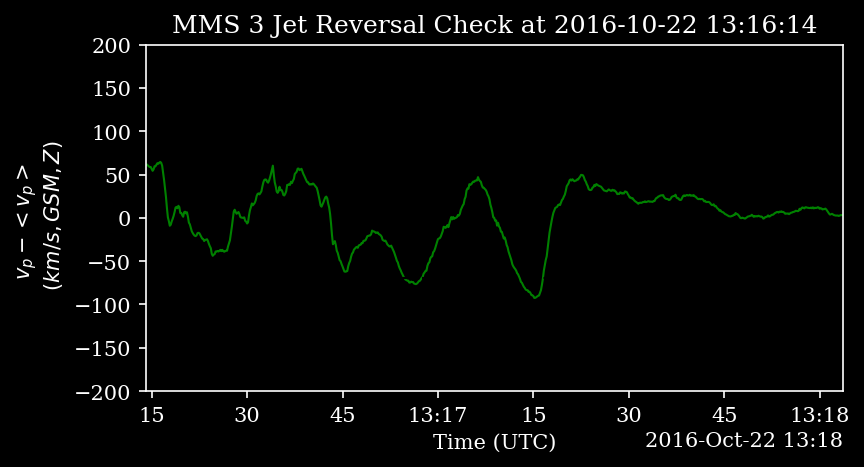 MMS 3 Jet Reversal Check at 2016-10-22 13:16:14
200
150
100
50
0
−50
−100
−150
−200
v_p − < v_p >
(km/s, GSM, Z)
15 30 45 13:17 15 30 45 13:18
Time (UTC)
2016-Oct-22 13:18